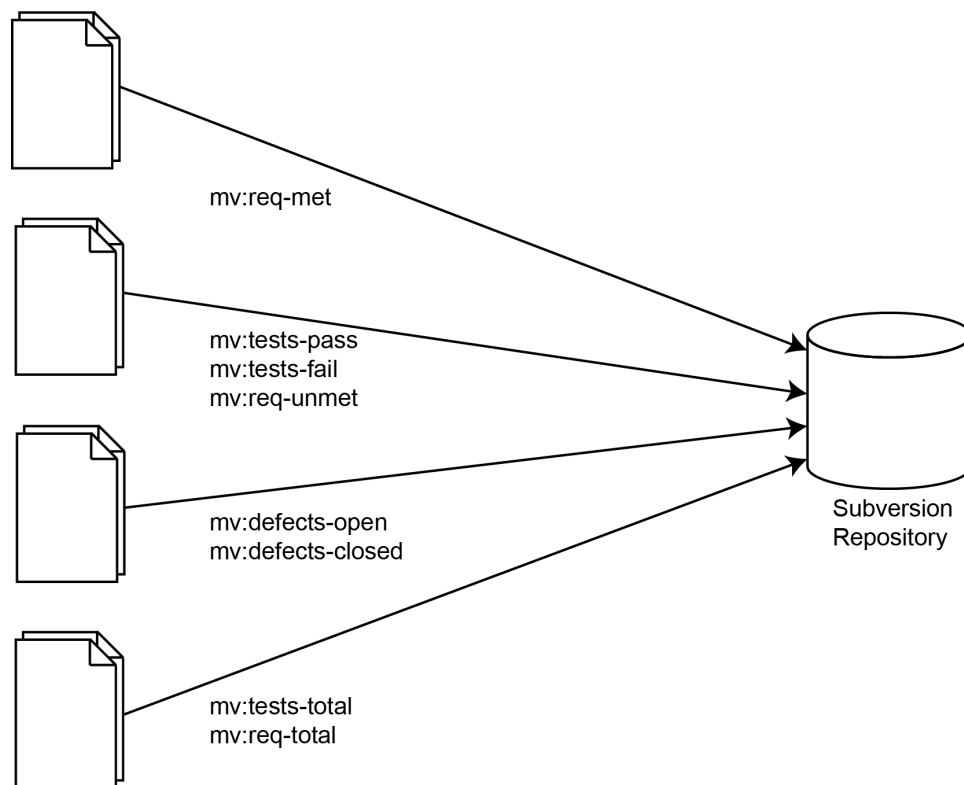 mv:req-met
mv:tests-pass
mv:tests-fail
mv:req-unmet
mv:defects-open
mv:defects-closed
Subversion
Repository
mv:tests-total
mv:req-total